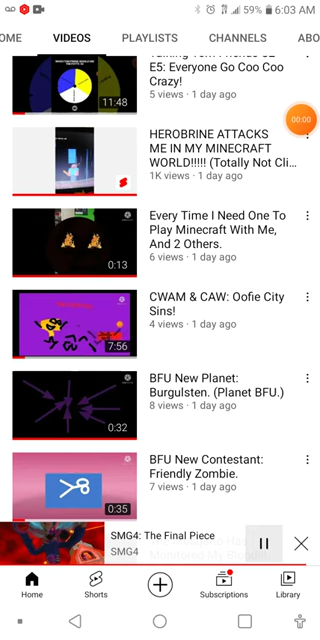 59% 6:03 AM
OME VIDEOS PLAYLISTS CHANNELS ABO
E5: Everyone Go Coo Coo
Crazy!
5 views · 1 day ago
11:48
00:00
HEROBRINE ATTACKS
ME IN MY MINECRAFT
WORLD!!!!! (Totally Not Cli...
1K views · 1 day ago
Every Time I Need One To
Play Minecraft With Me,
And 2 Others.
6 views · 1 day ago
0:13
CWAM & CAW: Oofie City
Sins!
4 views · 1 day ago
7:56
BFU New Planet:
Burgulsten. (Planet BFU.)
8 views · 1 day ago
0:32
BFU New Contestant:
Friendly Zombie.
7 views · 1 day ago
0:35
SMG4: The Final Piece
SMG4
Home Shorts Subscriptions Library